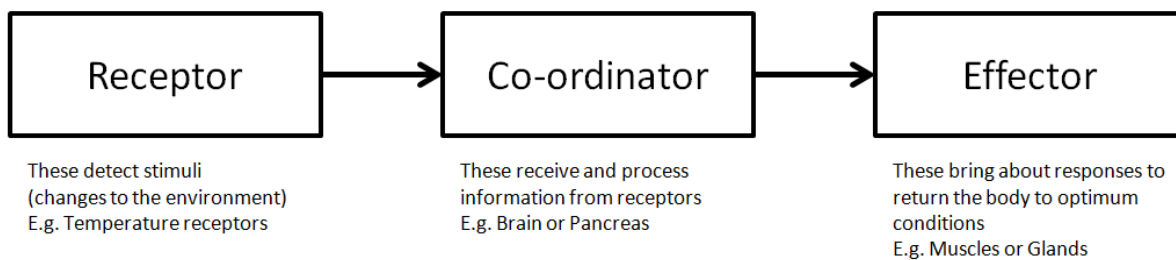 Receptor
Co-ordinator
Effector
These detect stimuli
(changes to the environment)
E.g. Temperature receptors
These receive and process
information from receptors
E.g. Brain or Pancreas
These bring about responses to
return the body to optimum
conditions
E.g. Muscles or Glands